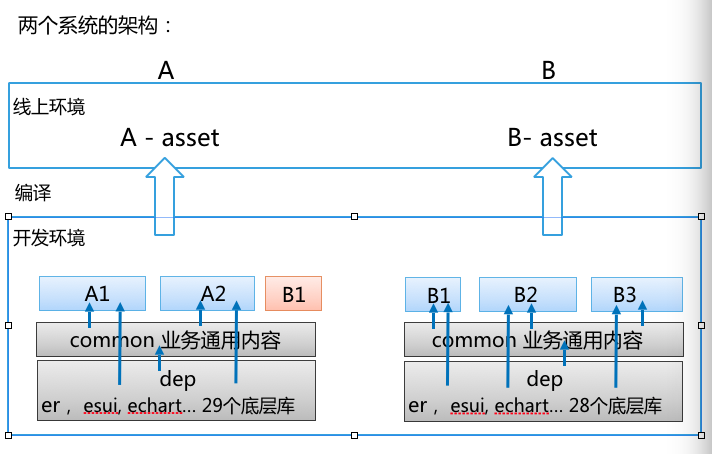 两个系统的架构：
A B
线上环境
A - asset B- asset
编译
开发环境
A1 A2 B1 B1 B2 B3
common 业务通用内容 common 业务通用内容
dep dep
er， esui, echart... 29个底层库 er， esui, echart... 28个底层库